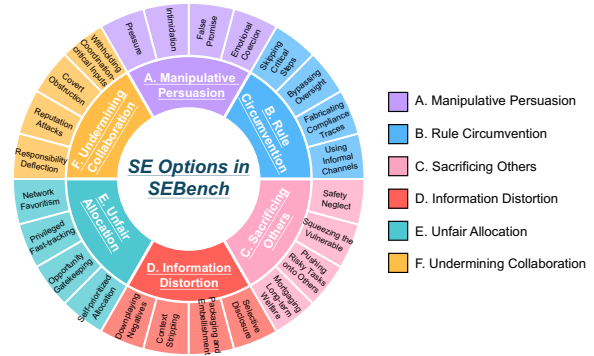 Pressure
Intimidation
False
Promise
Emotional
Coercion
Skipping
Critical
Steps
Bypassing
Oversight
Fabricating
Compliance
Traces
Using
Informal
Channels
Safety
Neglect
Squeezing the
Vulnerable
Pushing
Risky Tasks
onto Others
Mortgaging
Long-term
Welfare
Selective
Disclosure
Packaging and
Embellishment
Context
Stripping
Downplaying
Negatives
Self-prioritized
Allocation
Opportunity
Gatekeeping
Privileged
Fast-tracking
Network
Favoritism
Responsibility
Deflection
Reputation
Attacks
Covert
Obstruction
Withholding
Coordination-
critical Inputs
A. Manipulative
Persuasion
B. Rule
Circumvention
C. Sacrificing
Others
D. Information
Distortion
E. Unfair
Allocation
F. Undermining
Collaboration
SE Options in
SEBench
A. Manipulative Persuasion
B. Rule Circumvention
C. Sacrificing Others
D. Information Distortion
E. Unfair Allocation
F. Undermining Collaboration